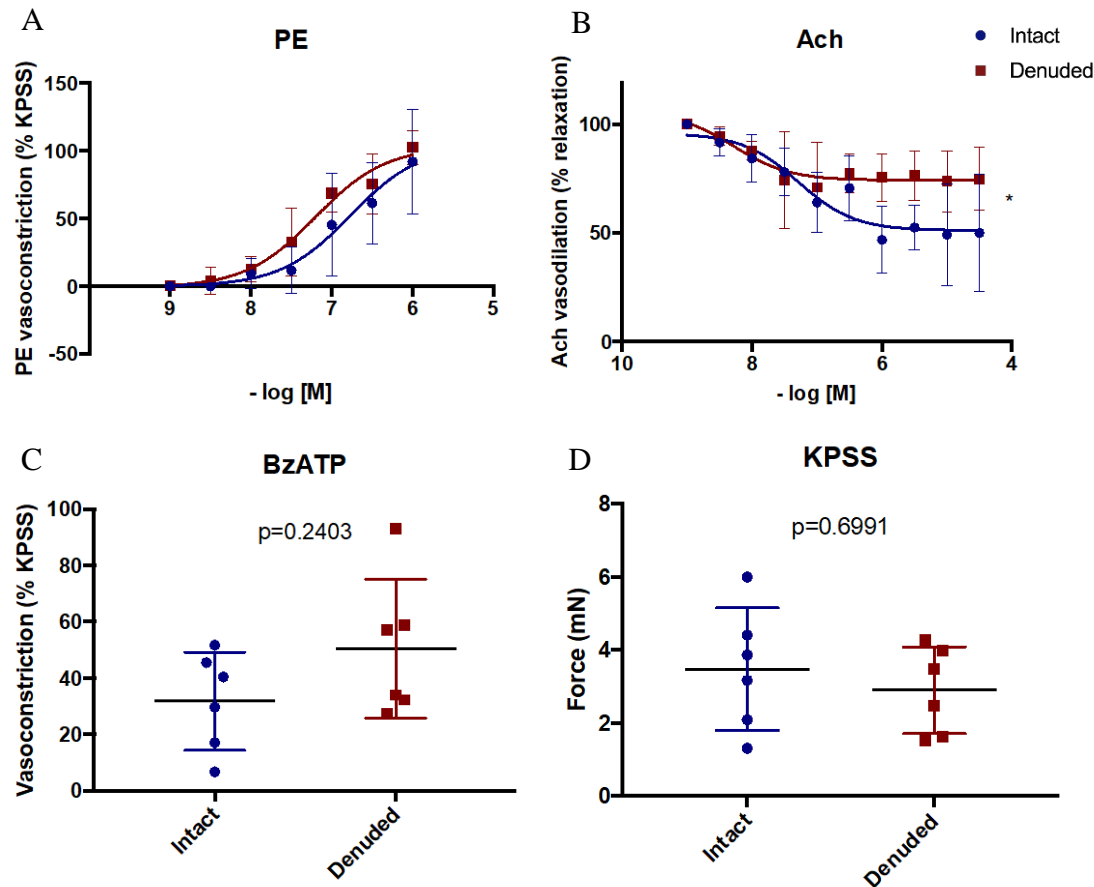 A
PE
PE vasoconstriction (% KPSS)
150
100
50
0
-50
9 8 7 6 5
- log [M]
B
Ach
Intact
Denuded
Ach vasodilation (% relaxation)
100
50
0
10 8 6 4
*
- log [M]
C
BzATP
Vasoconstriction (% KPSS)
100
80
60
40
20
0
p=0.2403
Intact
Denuded
D
KPSS
Force (mN)
8
6
4
2
0
p=0.6991
Intact
Denuded